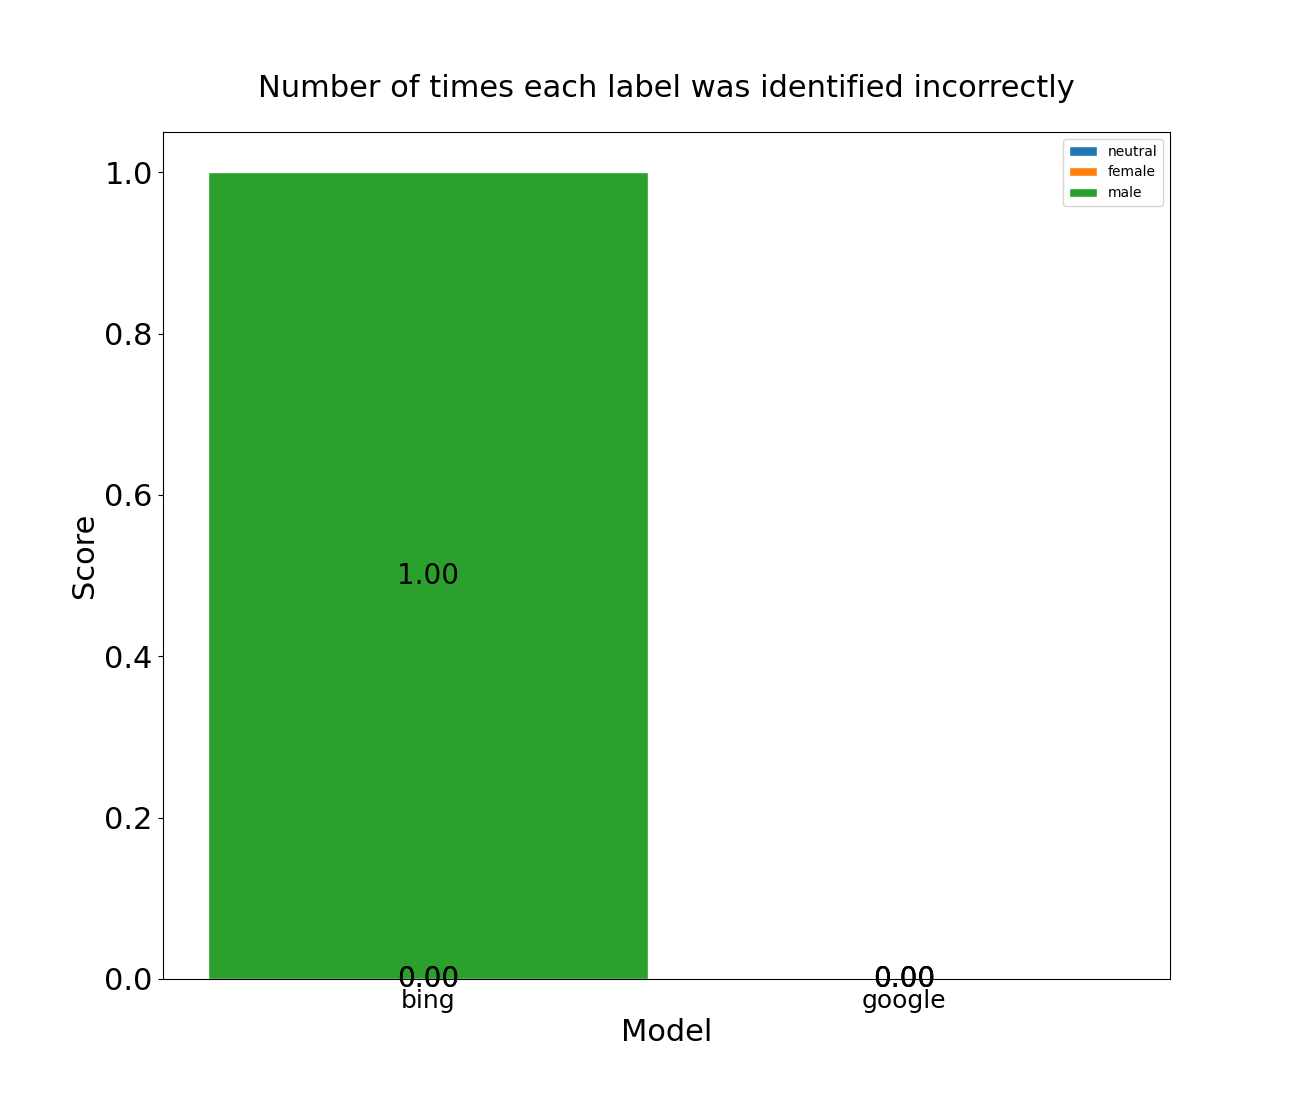 Number of times each label was identified incorrectly
neutral
female
male
1.0
0.8
0.6
0.4
0.2
0.0
Score
1.00
0.00
0.00
bing
google
Model